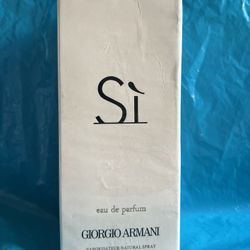 Sì
eau de parfum
GIORGIO ARMANI
VAPORISATEUR NATURAL SPRAY